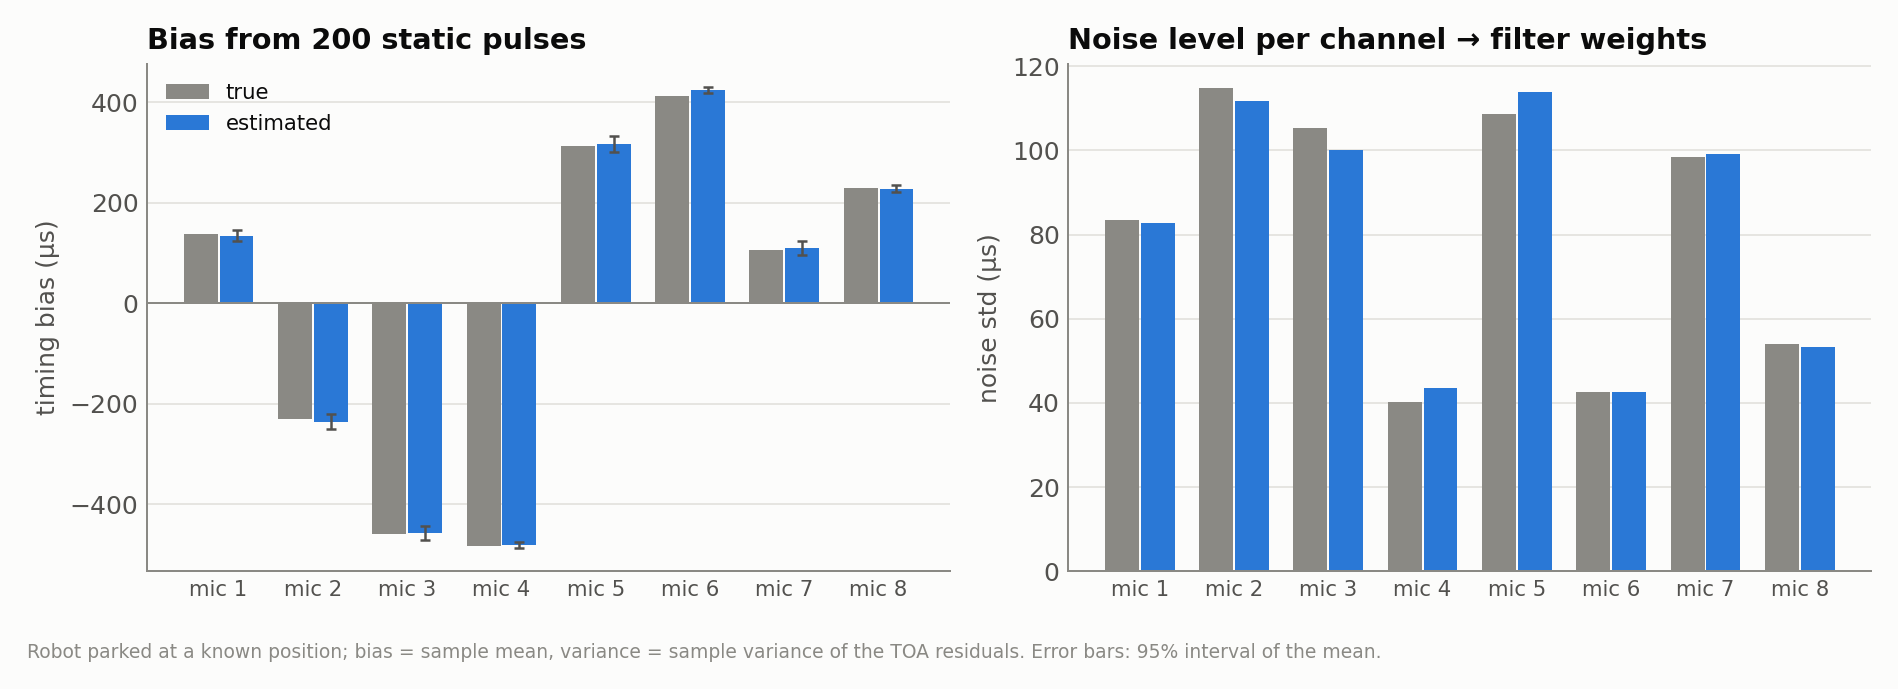 Bias from 200 static pulses
true
estimated
timing bias (µs)
400
200
0
−200
−400
mic 1 mic 2 mic 3 mic 4 mic 5 mic 6 mic 7 mic 8
Noise level per channel → filter weights
noise std (µs)
120
100
80
60
40
20
0
mic 1 mic 2 mic 3 mic 4 mic 5 mic 6 mic 7 mic 8
Robot parked at a known position; bias = sample mean, variance = sample variance of the TOA residuals. Error bars: 95% interval of the mean.